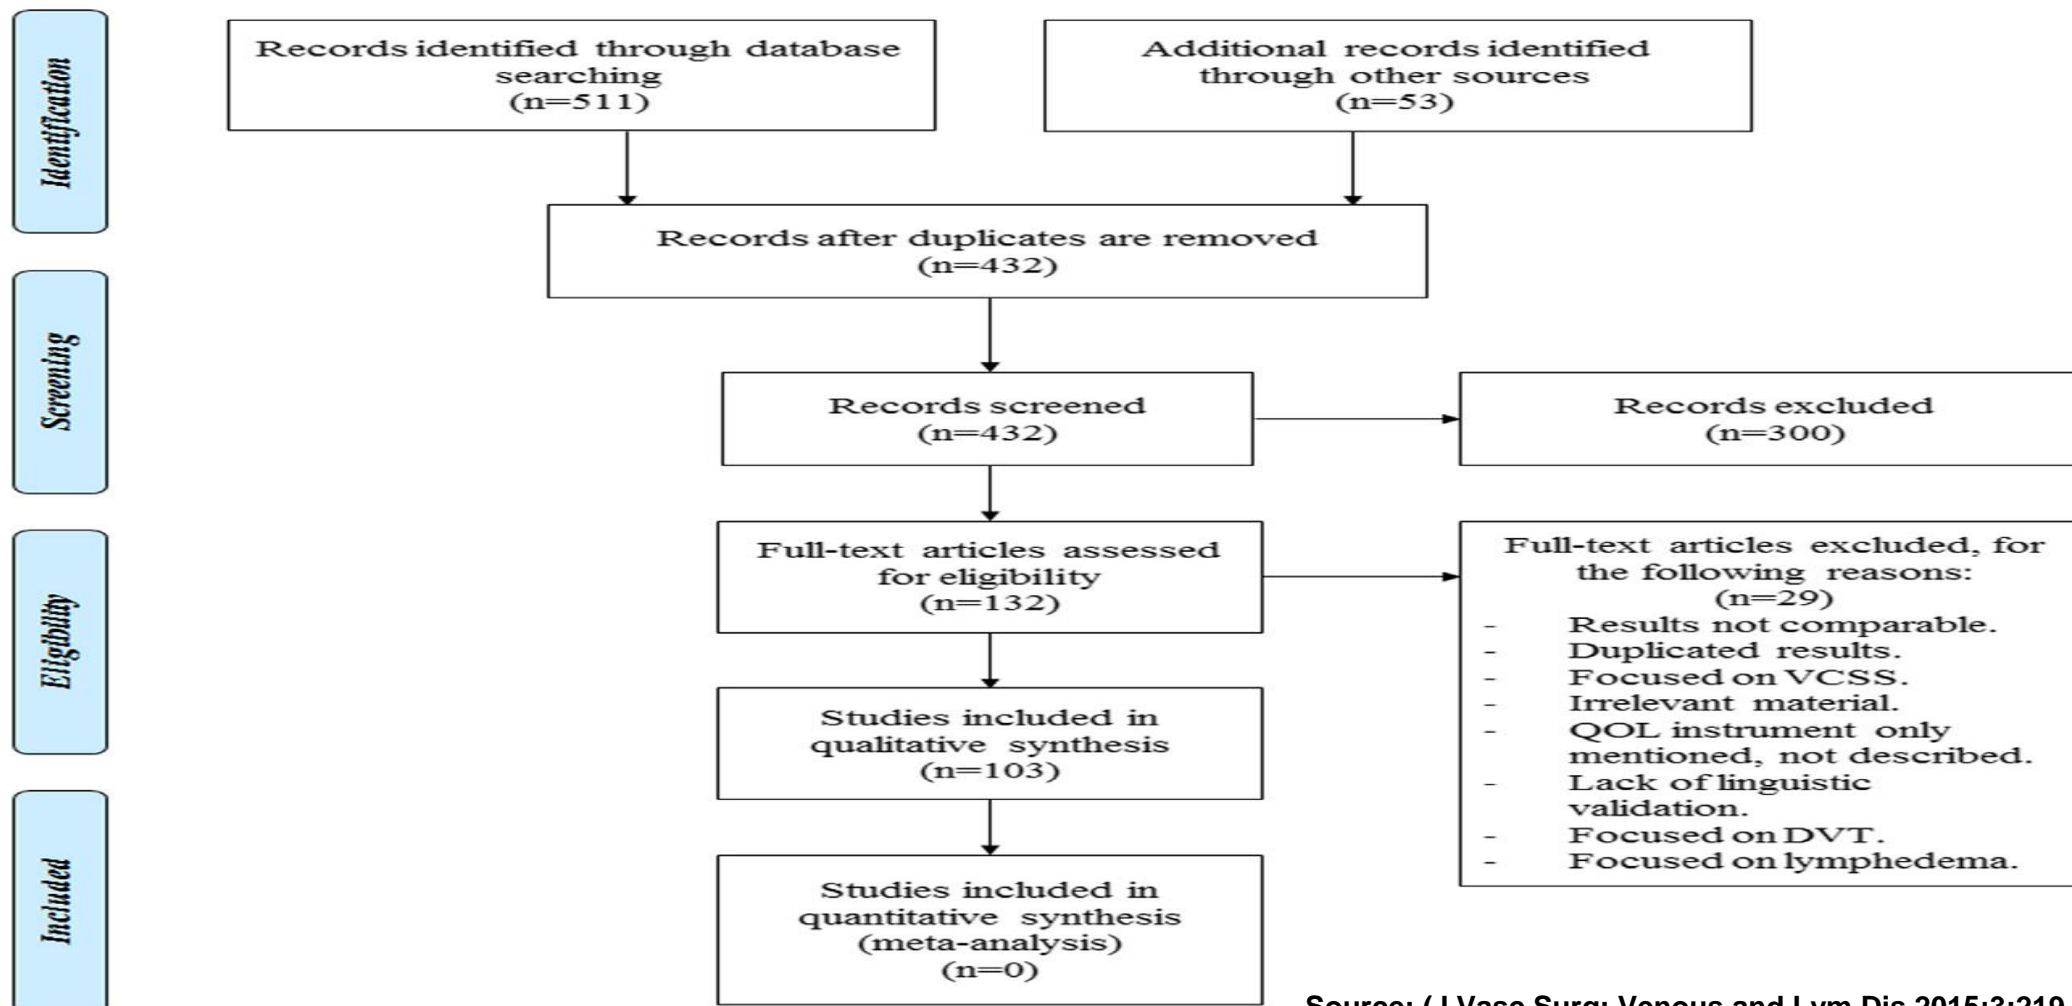 Identification
Records identified through database
searching
(n=511)
Additional records identified
through other sources
(n=53)
Records after duplicates are removed
(n=432)
Screening
Records screened
(n=432)
Records excluded
(n=300)
Eligibility
Full-text articles assessed
for eligibility
(n=132)
Full-text articles excluded, for
the following reasons:
(n=29)
- Results not comparable.
- Duplicated results.
- Focused on VCSS.
- Irrelevant material.
- QOL instrument only
mentioned, not described.
- Lack of linguistic
validation.
- Focused on DVT.
- Focused on lymphedema.
Studies included in
qualitative synthesis
(n=103)
Included
Studies included in
quantitative synthesis
(meta-analysis)
(n=0)
Source: ( J Vasc Surg: Venous and Lym Dis 2015;3:219